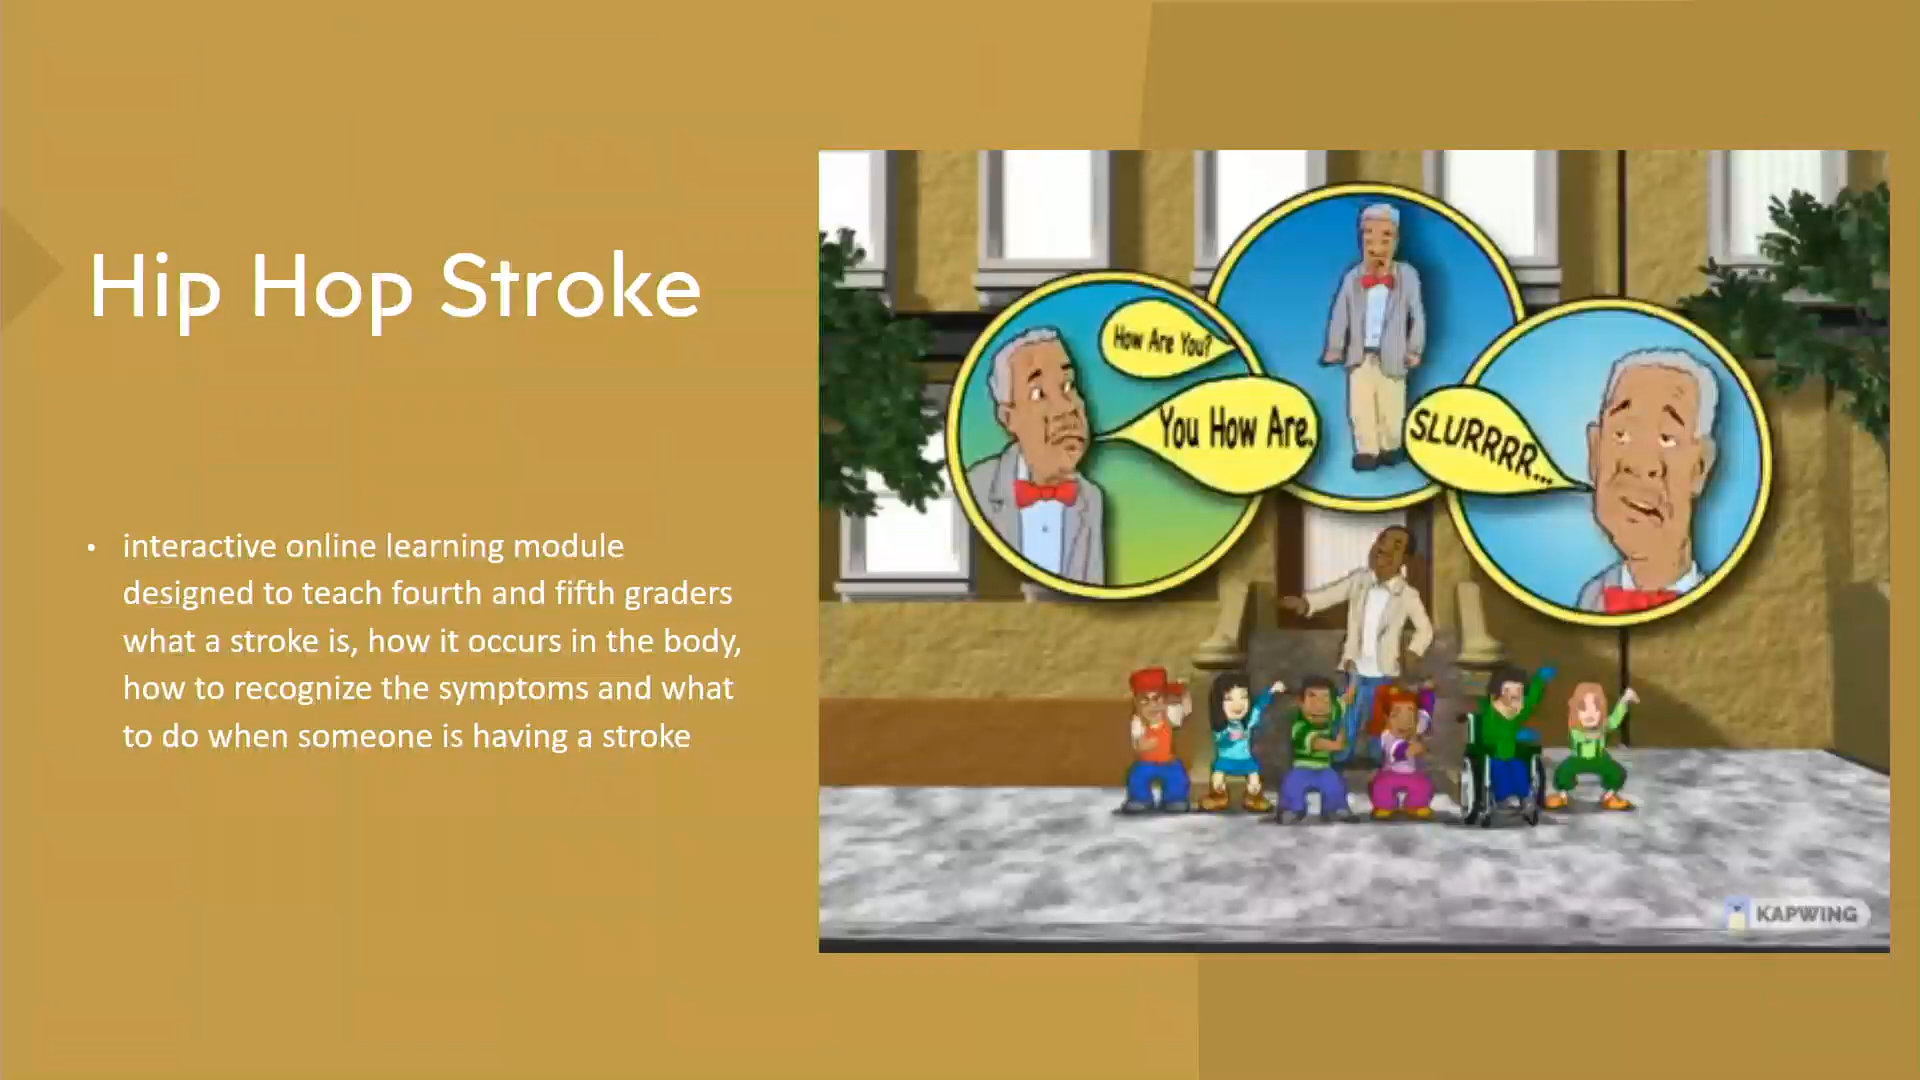 Hip Hop Stroke
• interactive online learning module
designed to teach fourth and fifth graders
what a stroke is, how it occurs in the body,
how to recognize the symptoms and what
to do when someone is having a stroke
How Are You?
You How Are.
SLURRRR...
KAPWING